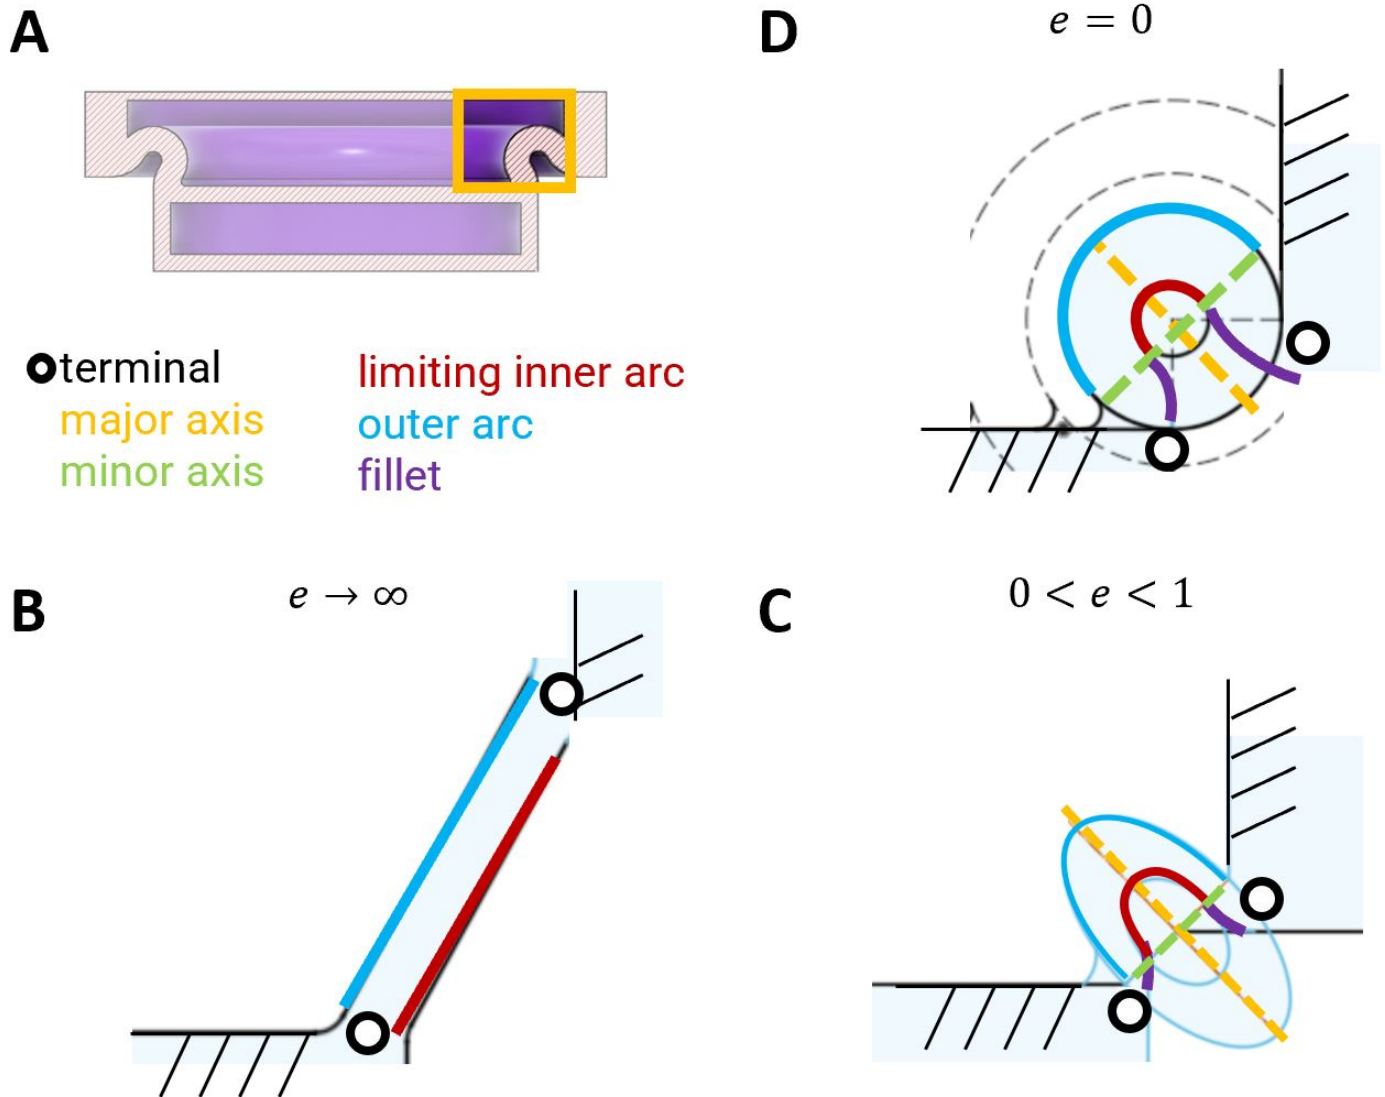 A
D
e = 0
terminal
major axis
minor axis
limiting inner arc
outer arc
fillet
B
e → ∞
C
0 < e < 1